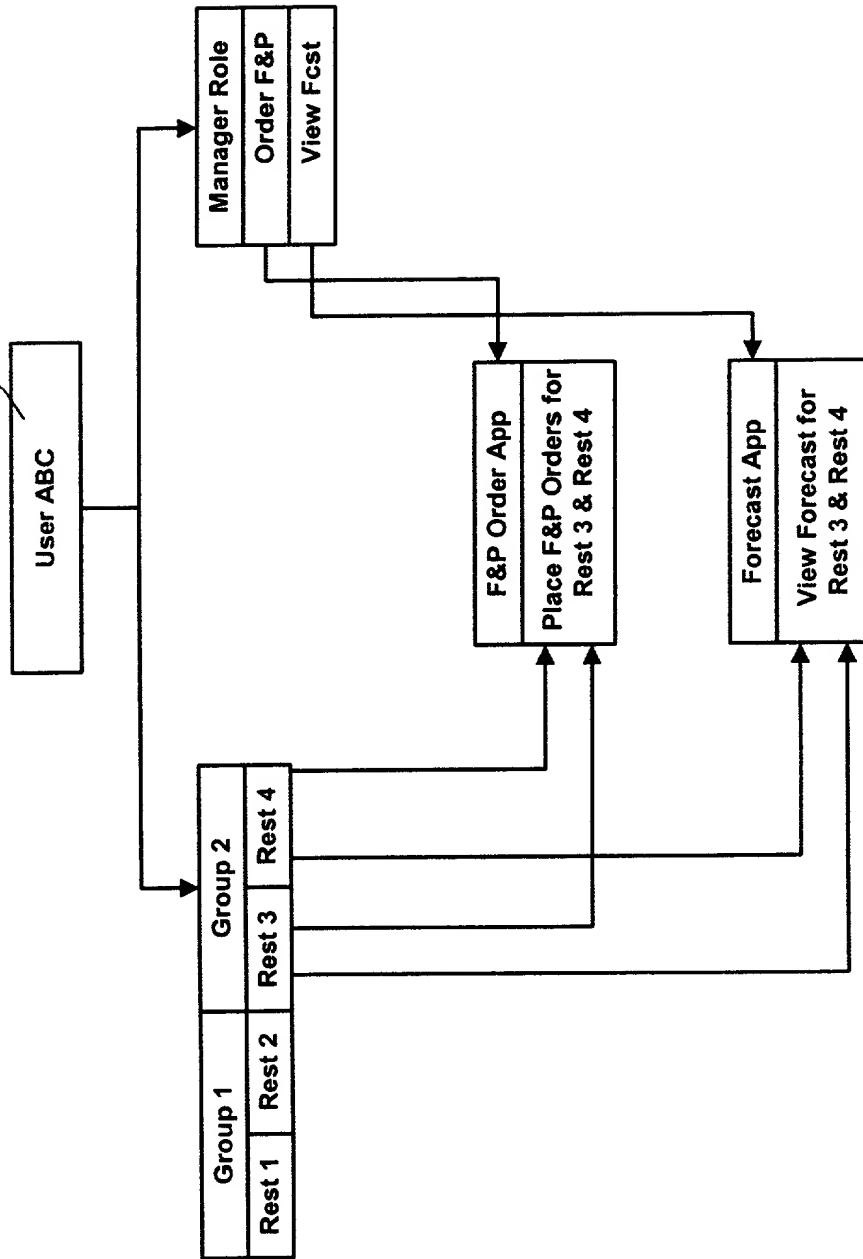 User ABC
Manager Role
Order F&P
View Fcst
Group 1
Group 2
Rest 1
Rest 2
Rest 3
Rest 4
F&P Order App
Place F&P Orders for
Rest 3 & Rest 4
Forecast App
View Forecast for
Rest 3 & Rest 4